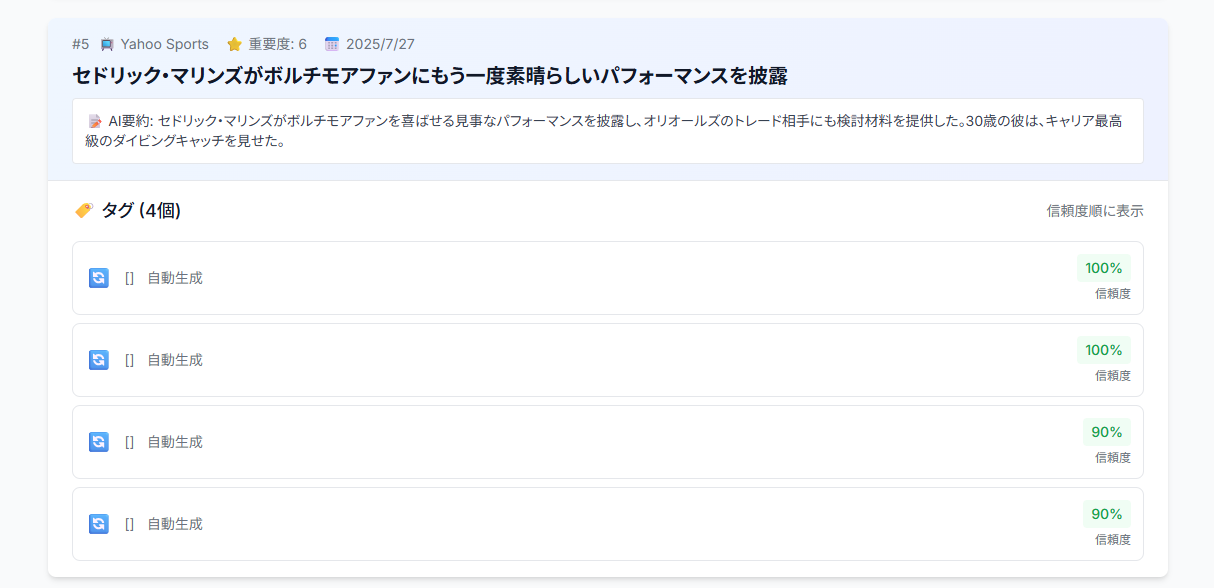 #5 Yahoo Sports 重要度: 6 2025/7/27
セドリック・マリンズがボルチモアファンにもう一度素晴らしいパフォーマンスを披露
AI要約: セドリック・マリンズがボルチモアファンを喜ばせる見事なパフォーマンスを披露し、オリオールズのトレード相手にも検討材料を提供した。30歳の彼は、キャリア最高
級のダイビングキャッチを見せた。
タグ (4個) 信頼度順に表示
[] 自動生成 100%
信頼度
[] 自動生成 100%
信頼度
[] 自動生成 90%
信頼度
[] 自動生成 90%
信頼度